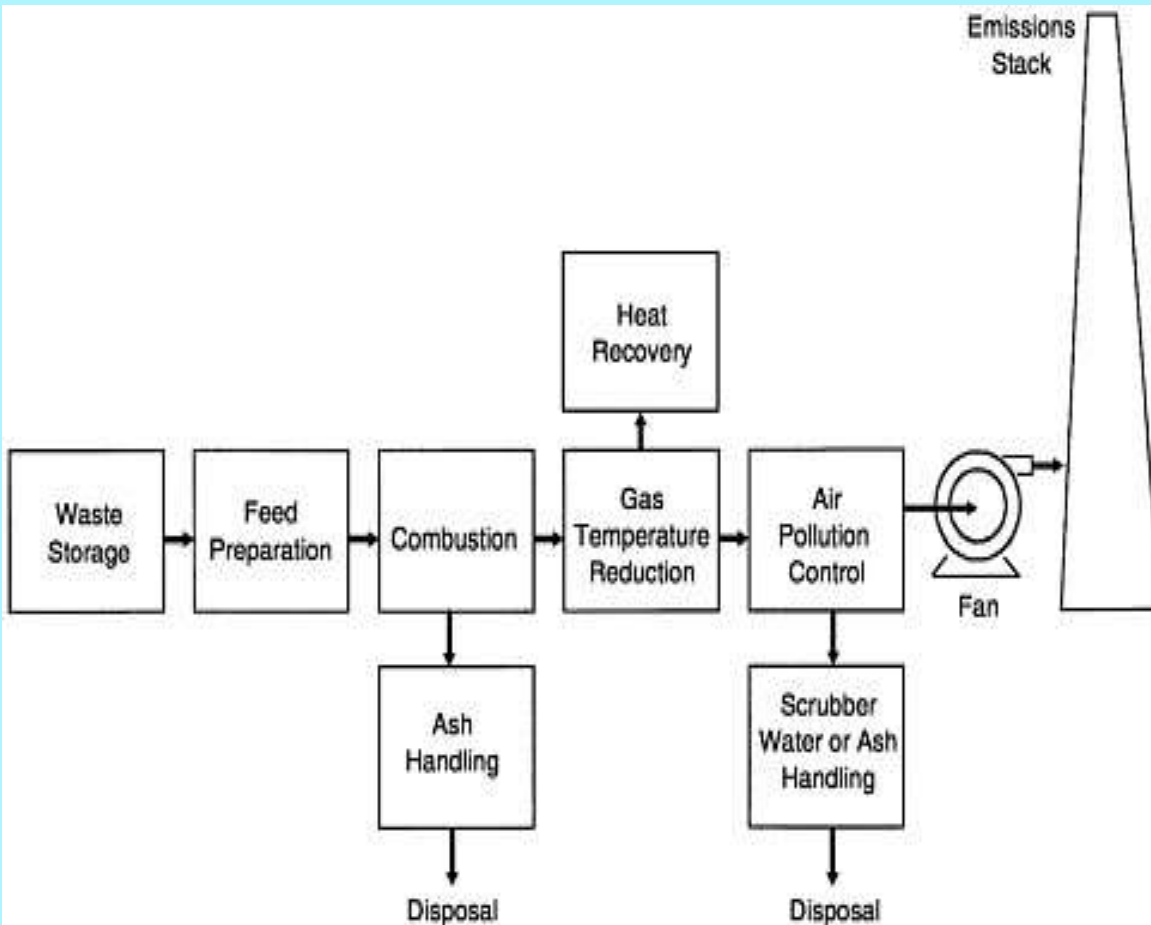 Emissions
Stack
Heat
Recovery
Waste
Storage
Feed
Preparation
Combustion
Gas
Temperature
Reduction
Air
Pollution
Control
Fan
Ash
Handling
Scrubber
Water or Ash
Handling
Disposal
Disposal